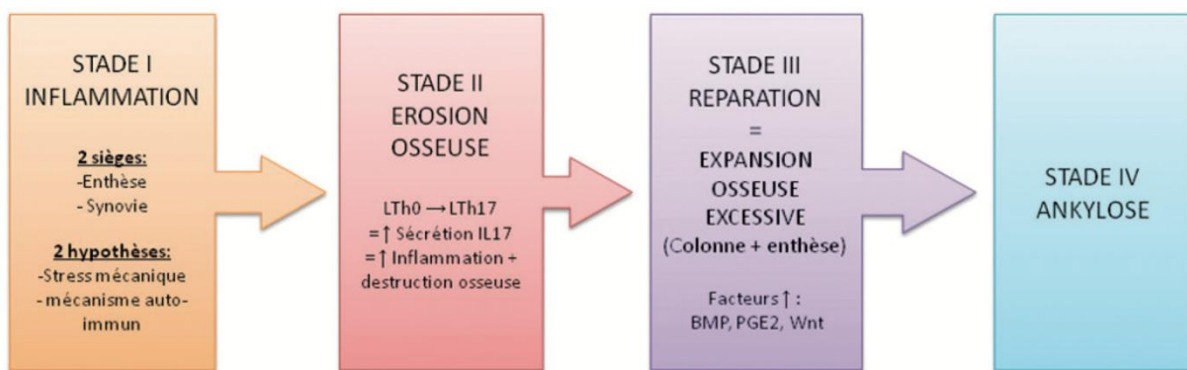 STADE I
INFLAMMATION
2 sièges:
-Enthèse
- Synovie
2 hypothèses:
-Stress mécanique
- mécanisme auto-
immun
STADE II
EROSION
OSSEUSE
LTh0 → LTh17
= ↑ Sécrétion IL17
= ↑ Inflammation +
destruction osseuse
STADE III
REPARATION
=
EXPANSION
OSSEUSE
EXCESSIVE
(Colonne + enthèse)
Facteurs ↑ :
BMP, PGE2, Wnt
STADE IV
ANKYLOSE